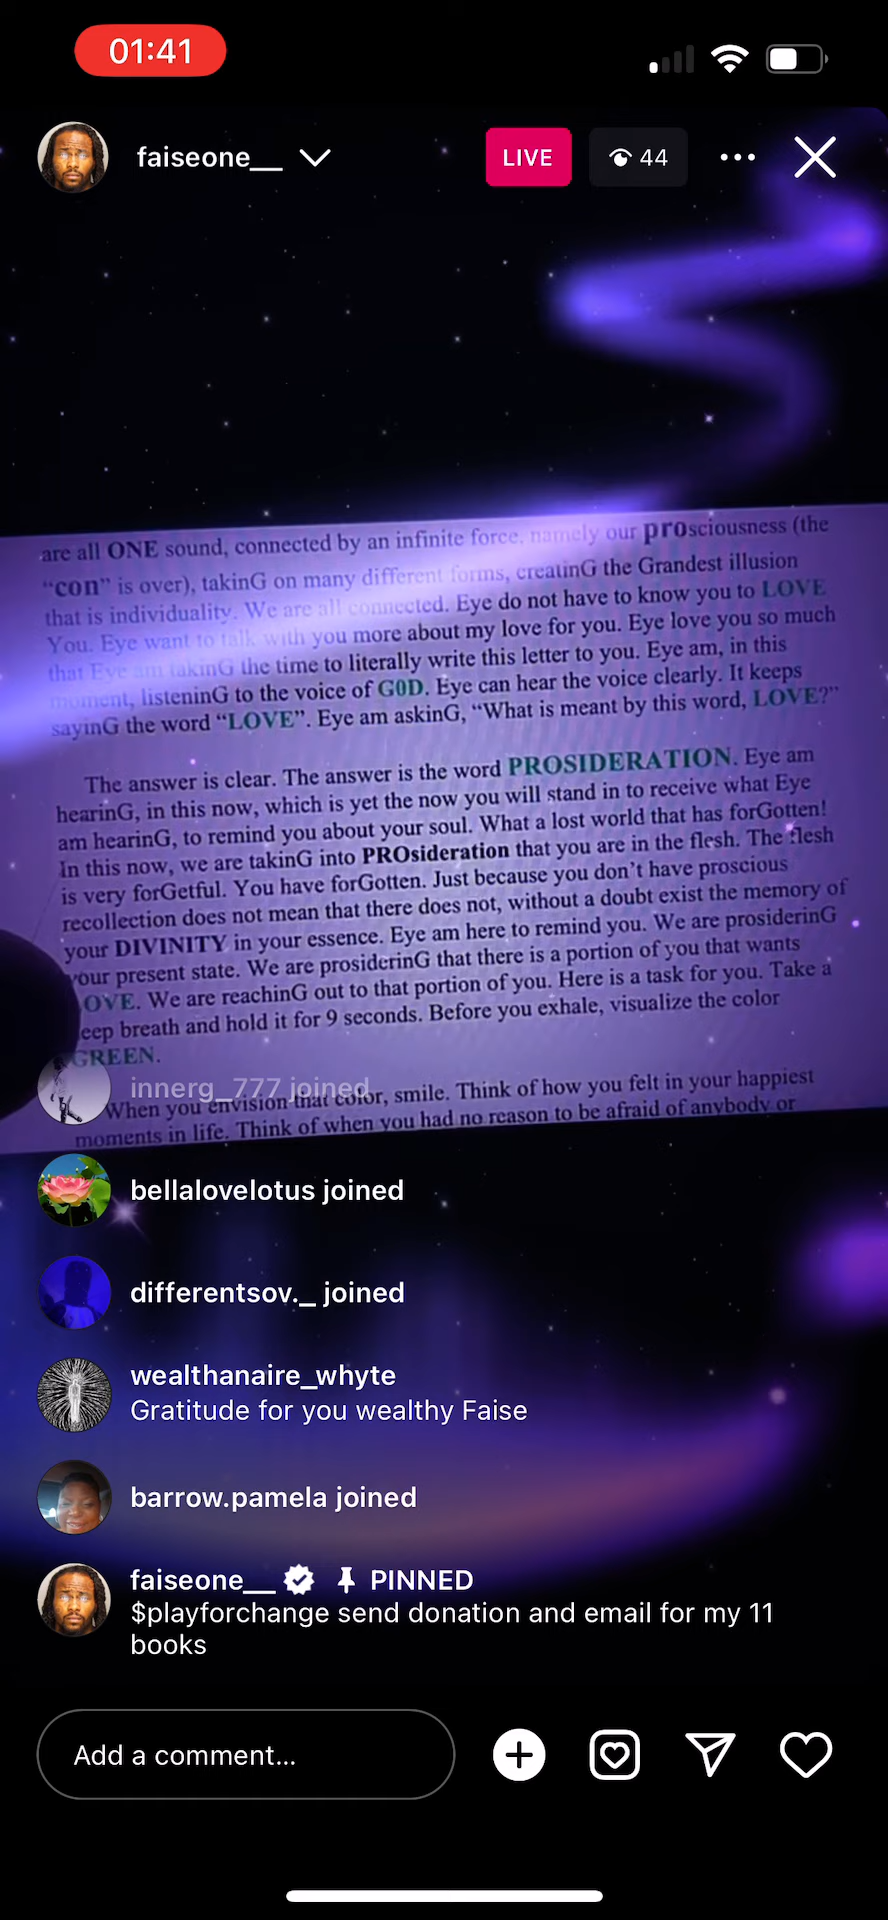 01:41
faiseone__
LIVE
44
are all ONE sound, connected by an infinite force, namely our prosciousness (the
“con” is over), takinG on many different forms, creatinG the Grandest illusion
that is individuality. We are all connected. Eye do not have to know you to LOVE
You. Eye want to talk with you more about my love for you. Eye love you so much
that Eye am takinG the time to literally write this letter to you. Eye am, in this
moment, listeninG to the voice of G0D. Eye can hear the voice clearly. It keeps
sayinG the word “LOVE”. Eye am askinG, “What is meant by this word, LOVE?”
The answer is clear. The answer is the word PROSIDERATION. Eye am
hearinG, in this now, which is yet the now you will stand in to receive what Eye
am hearinG, to remind you about your soul. What a lost world that has forGotten!
In this now, we are takinG into PROsideration that you are in the flesh. The flesh
is very forGetful. You have forGotten. Just because you don’t have proscious
recollection does not mean that there does not, without a doubt exist the memory of
your DIVINITY in your essence. Eye am here to remind you. We are prosiderinG
your present state. We are prosiderinG that there is a portion of you that wants
OVE. We are reachinG out to that portion of you. Here is a task for you. Take a
eep breath and hold it for 9 seconds. Before you exhale, visualize the color
GREEN.
innerg_777 joined
When you envision that color, smile. Think of how you felt in your happiest
moments in life. Think of when you had no reason to be afraid of anybody or
bellalovelotus joined
differentsov._ joined
wealthanaire_whyte
Gratitude for you wealthy Faise
barrow.pamela joined
faiseone__ PINNED
$playforchange send donation and email for my 11
books
Add a comment...